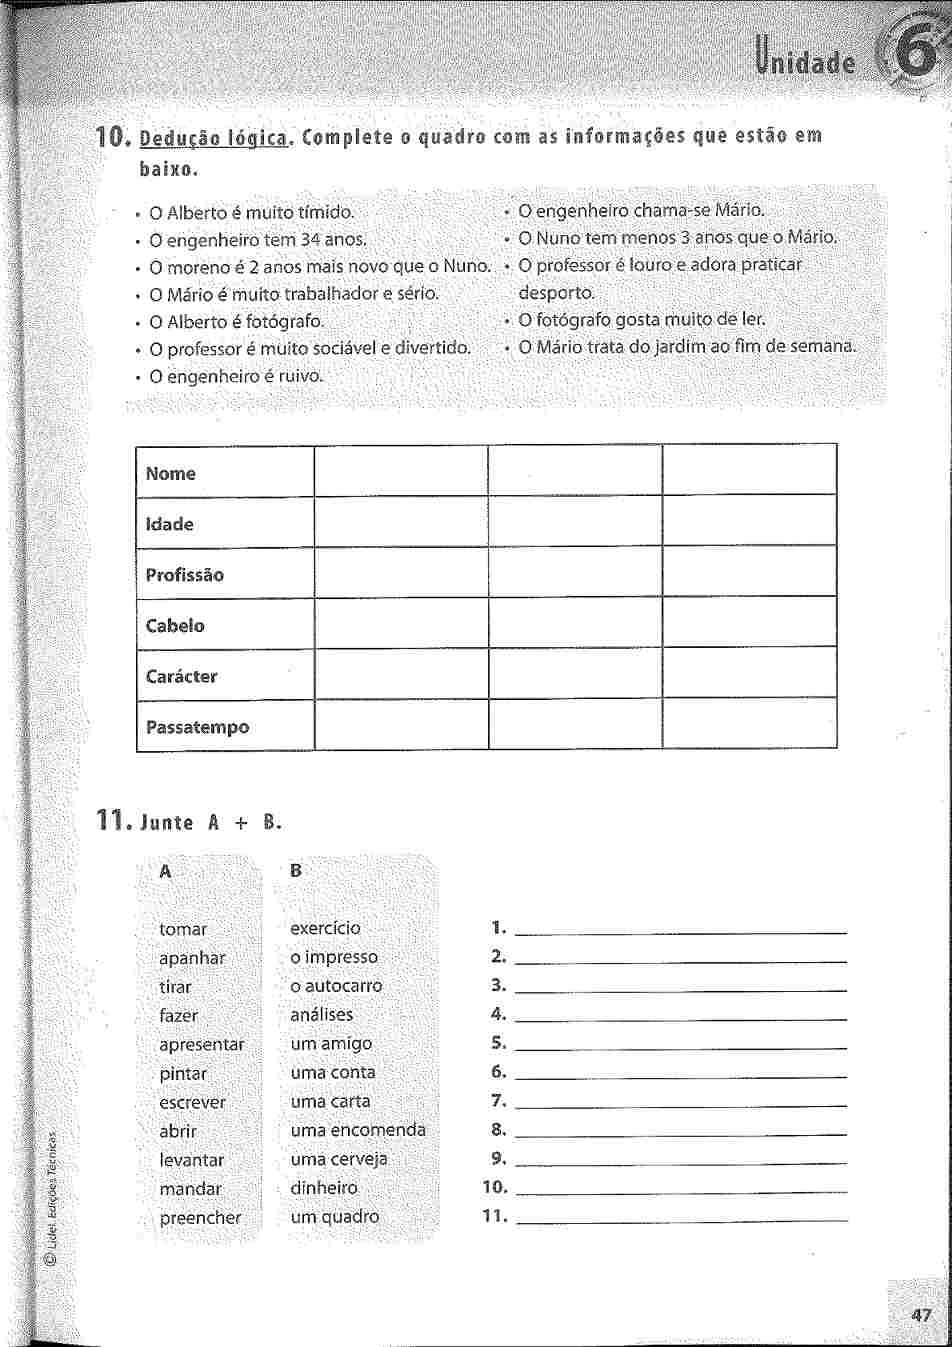 Unidade 6
10. Dedução lógica. Complete o quadro com as informações que estão em
baixo.
• O Alberto é muito tímido.
• O engenheiro tem 34 anos.
• O moreno é 2 anos mais novo que o Nuno.
• O Mário é muito trabalhador e sério.
• O Alberto é fotógrafo.
• O professor é muito sociável e divertido.
• O engenheiro é ruivo.
• O engenheiro chama-se Mário.
• O Nuno tem menos 3 anos que o Mário.
• O professor é louro e adora praticar
desporto.
• O fotógrafo gosta muito de ler.
• O Mário trata do jardim ao fim de semana.
Nome
Idade
Profissão
Cabelo
Carácter
Passatempo
11. Junte A + B.
A
tomar
apanhar
tirar
fazer
apresentar
pintar
escrever
abrir
levantar
mandar
preencher
B
exercício
o impresso
o autocarro
análises
um amigo
uma conta
uma carta
uma encomenda
uma cerveja
dinheiro
um quadro
1.
2.
3.
4.
5.
6.
7.
8.
9.
10.
11.
© Lidel, Edições Técnicas
47